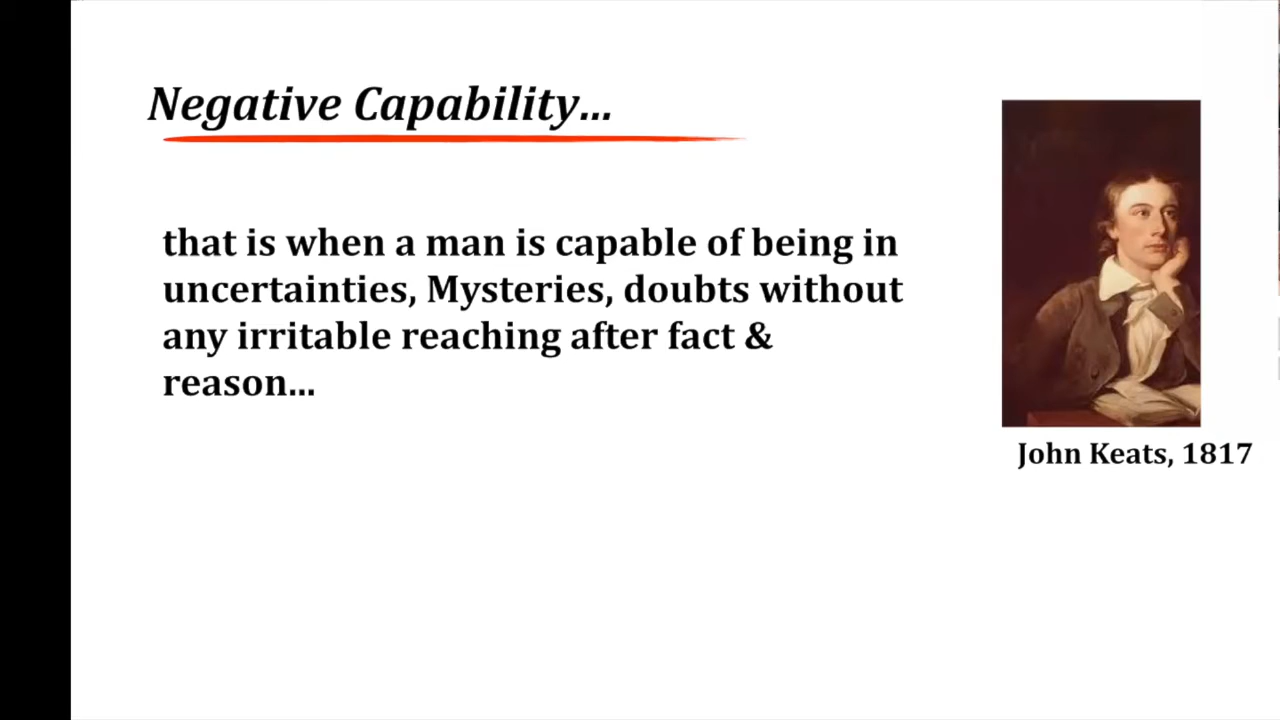 Negative Capability...
that is when a man is capable of being in
uncertainties, Mysteries, doubts without
any irritable reaching after fact &
reason...
John Keats, 1817